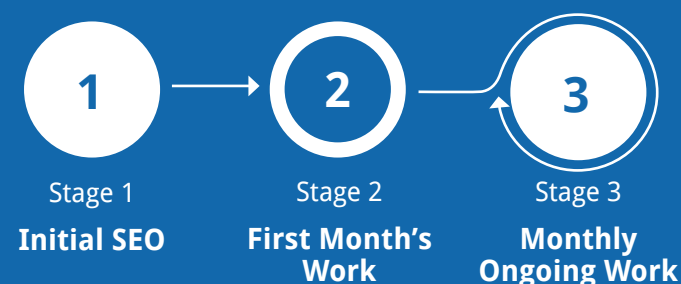 1
2
3
Stage 1
Stage 2
Stage 3
Initial SEO
First Month’s
Work
Monthly
Ongoing Work